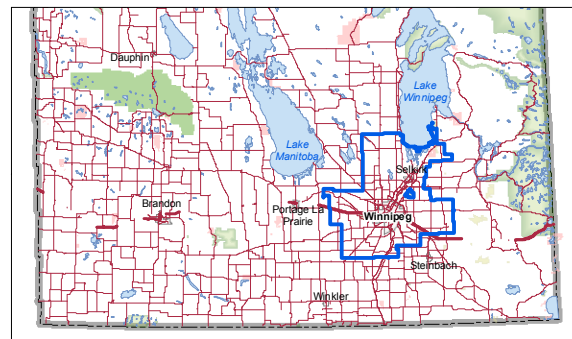 Dauphin
Lake
Winnipeg
Lake
Manitoba
Selkirk
Brandon
Portage La
Prairie
Winnipeg
Steinbach
Winkler